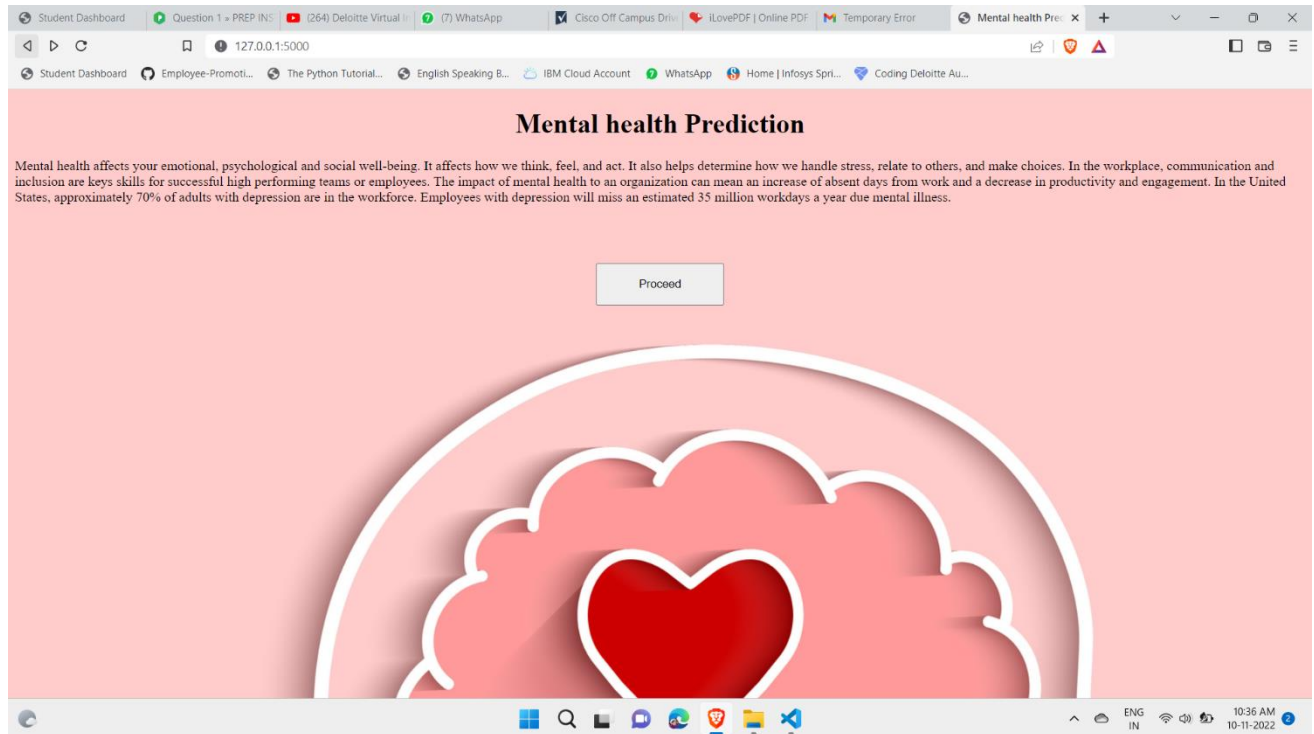 Student Dashboard
Question 1 » PREP INS
(264) Deloitte Virtual I
(7) WhatsApp
Cisco Off Campus Driv
iLovePDF | Online PDF
Temporary Error
Mental health Pre
127.0.0.1:5000
Student Dashboard
Employee-Promoti...
The Python Tutorial...
English Speaking B...
IBM Cloud Account
WhatsApp
Home | Infosys Spri...
Coding Deloitte Au...
Mental health Prediction
Mental health affects your emotional, psychological and social well-being. It affects how we think, feel, and act. It also helps determine how we handle stress, relate to others, and make choices. In the workplace, communication and
inclusion are keys skills for successful high performing teams or employees. The impact of mental health to an organization can mean an increase of absent days from work and a decrease in productivity and engagement. In the United
States, approximately 70% of adults with depression are in the workforce. Employees with depression will miss an estimated 35 million workdays a year due mental illness.
Proceed
ENG
IN
10:36 AM
10-11-2022
2